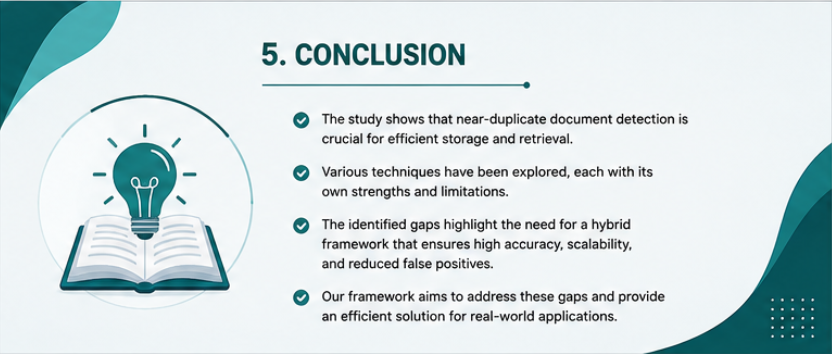 5. CONCLUSION
The study shows that near-duplicate document detection is
crucial for efficient storage and retrieval.
Various techniques have been explored, each with its
own strengths and limitations.
The identified gaps highlight the need for a hybrid
framework that ensures high accuracy, scalability,
and reduced false positives.
Our framework aims to address these gaps and provide
an efficient solution for real-world applications.